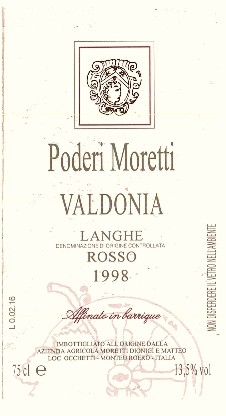 Poderi Moretti
VALDONIA
LANGHE
DENOMINAZIONE DI ORIGINE CONTROLLATA
ROSSO
1998
Affinato in barrique
IMBOTTIGLIATO ALL'ORIGINE DALLA
AZIENDA AGRICOLA MORETTI DIONIGI E MATTEO
LOC. OCCHETTI - MONTEU ROERO - ITALIA
75 cl e
13,5% vol
L.0.02.16
NON DISPERDERE IL VETRO NELL'AMBIENTE